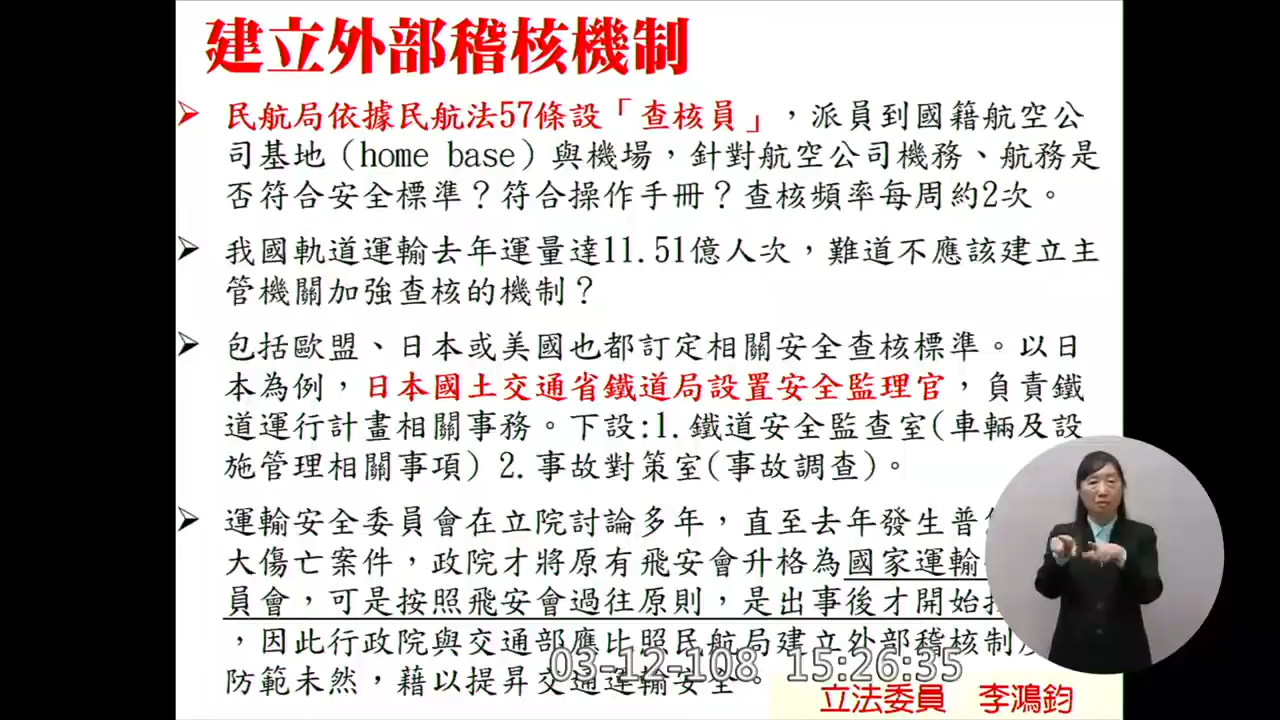 建立外部稽核機制
➢ 民航局依據民航法57條設「查核員」，派員到國籍航空公
司基地（home base）與機場，針對航空公司機務、航務是
否符合安全標準？符合操作手冊？查核頻率每周約2次。
➢ 我國軌道運輸去年運量達11.51億人次，難道不應該建立主
管機關加強查核的機制？
➢ 包括歐盟、日本或美國也都訂定相關安全查核標準。以日
本為例，日本國土交通省鐵道局設置安全監理官，負責鐵
道運行計畫相關事務。下設:1.鐵道安全監查室(車輛及設
施管理相關事項) 2.事故對策室(事故調查)。
➢ 運輸安全委員會在立院討論多年，直至去年發生普
大傷亡案件，政院才將原有飛安會升格為國家運輸
員會，可是按照飛安會過往原則，是出事後才開始
，因此行政院與交通部應比照民航局建立外部稽核制
防範未然，藉以提昇交通運輸安全。
03-12-108 15:26:35
立法委員 李鴻鈞